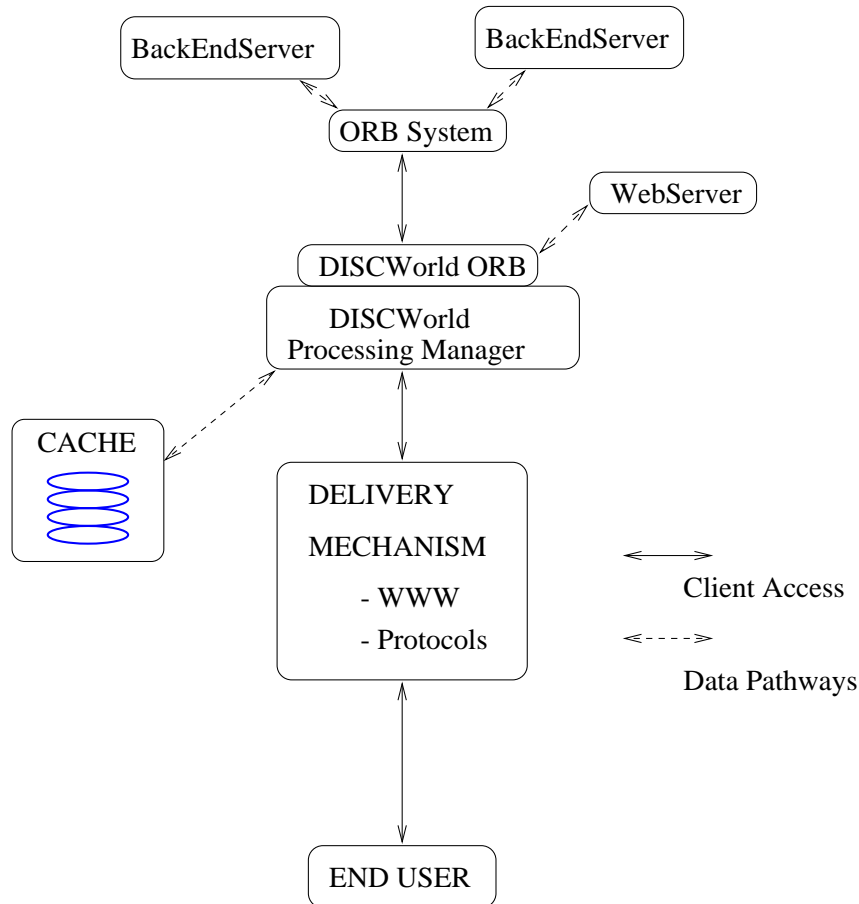 BackEndServer
BackEndServer
ORB System
WebServer
DISCWorld ORB
DISCWorld
Processing Manager
CACHE
DELIVERY
MECHANISM
- WWW
- Protocols
Client Access
Data Pathways
END USER